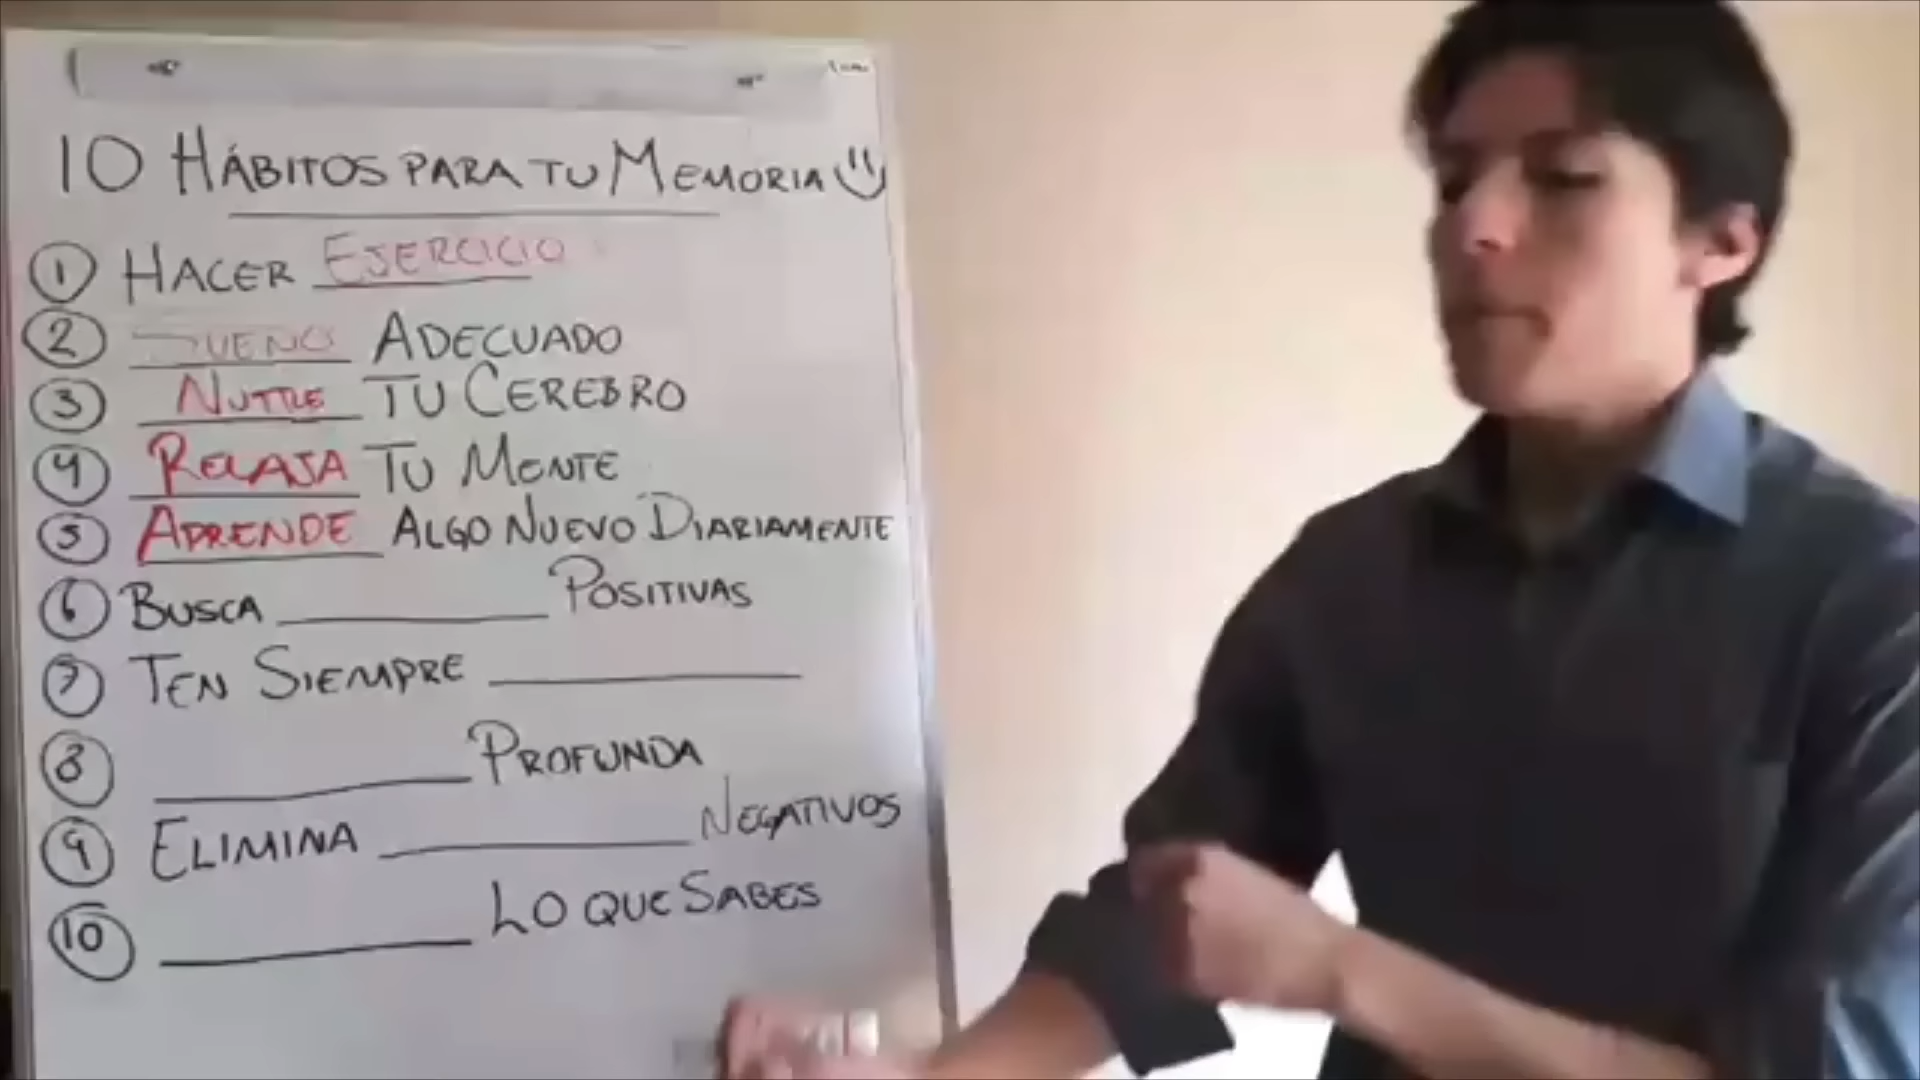 10 HÁBITOS PARA TU MEMORIA
1 HACER EJERCICIO
2 SUEÑO ADECUADO
3 NUTRE TU CEREBRO
4 RELAJA TU MENTE
5 APRENDE ALGO NUEVO DIARIAMENTE
6 BUSCA POSITIVAS
7 TEN SIEMPRE
8 PROFUNDA
9 ELIMINA NEGATIVOS
10 LO QUE SABES